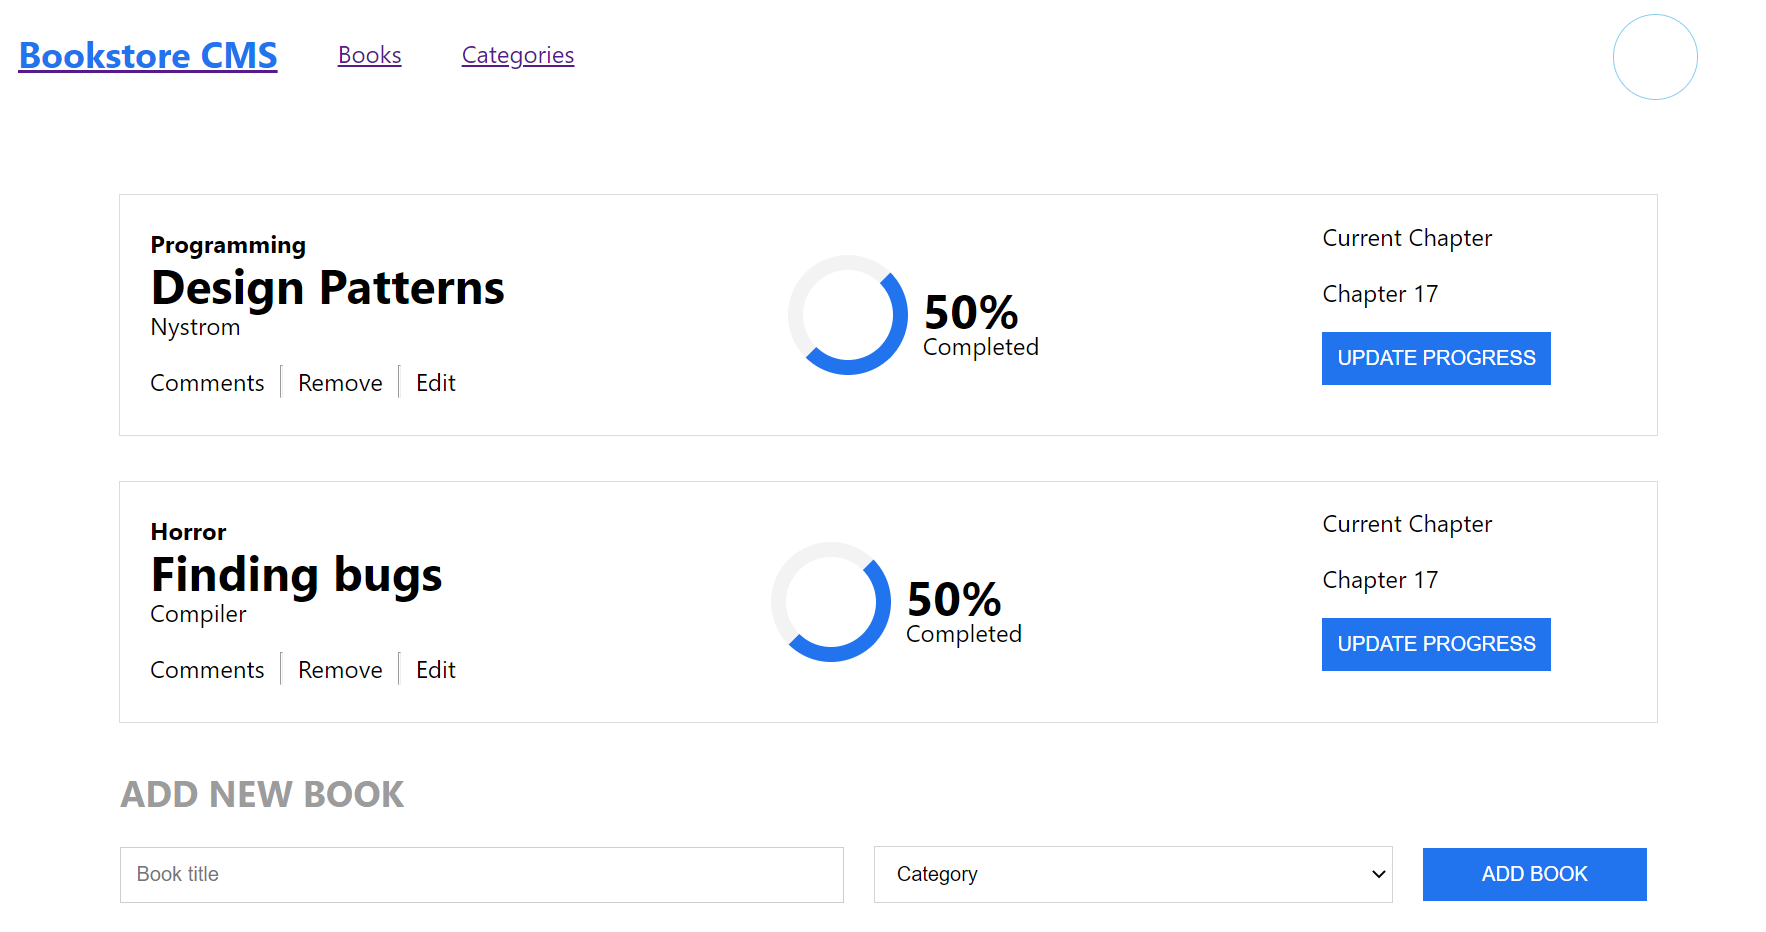 Bookstore CMS Books Categories
Programming
Design Patterns
Nystrom
Comments Remove Edit
50%
Completed
Current Chapter
Chapter 17
UPDATE PROGRESS
Horror
Finding bugs
Compiler
Comments Remove Edit
50%
Completed
Current Chapter
Chapter 17
UPDATE PROGRESS
ADD NEW BOOK
Book title Category ADD BOOK